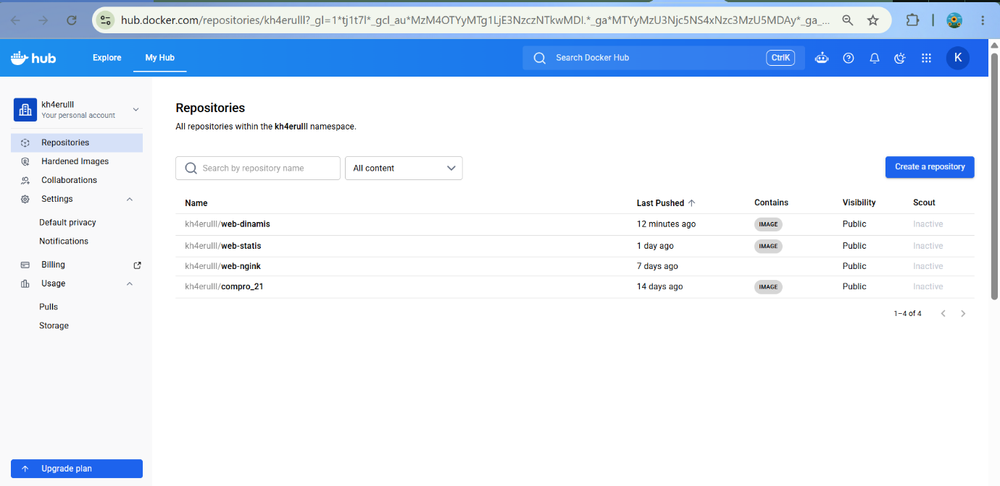 hub.docker.com/repositories/kh4erulll?_gl=1*tj1t7l*_gcl_au*MzM4OTYyMTg1LjE3NzczNTkwMDI.*_ga*MTYyMzU3Njc5NS4xNzc3MzU5MDAy*_ga_...
hub Explore My Hub Search Docker Hub CtrlK K
kh4erulll
Your personal account
Repositories
Hardened Images
Collaborations
Settings
Default privacy
Notifications
Billing
Usage
Pulls
Storage
Upgrade plan
Repositories
All repositories within the kh4erulll namespace.
Search by repository name All content Create a repository
Name Last Pushed Contains Visibility Scout
kh4erulll/web-dinamis 12 minutes ago IMAGE Public Inactive
kh4erulll/web-statis 1 day ago IMAGE Public Inactive
kh4erulll/web-ngink 7 days ago Public Inactive
kh4erulll/compro_21 14 days ago IMAGE Public Inactive
1–4 of 4